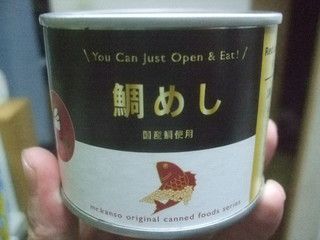 \ You Can Just Open & Eat! /
鯛めし
国産鯛使用
mr.kanso original canned foods series